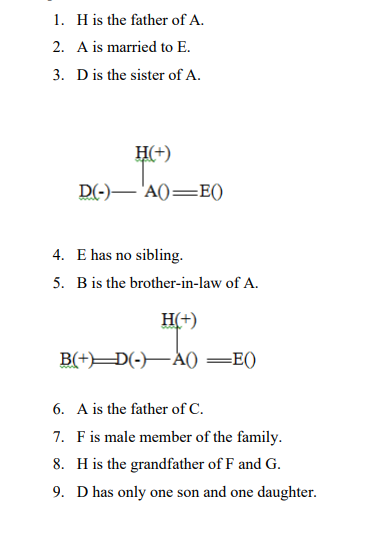 1. H is the father of A.
2. A is married to E.
3. D is the sister of A.
H(+)
D(-)— A()=E()
4. E has no sibling.
5. B is the brother-in-law of A.
H(+)
B(+)=D(-)—A() =E()
6. A is the father of C.
7. F is male member of the family.
8. H is the grandfather of F and G.
9. D has only one son and one daughter.